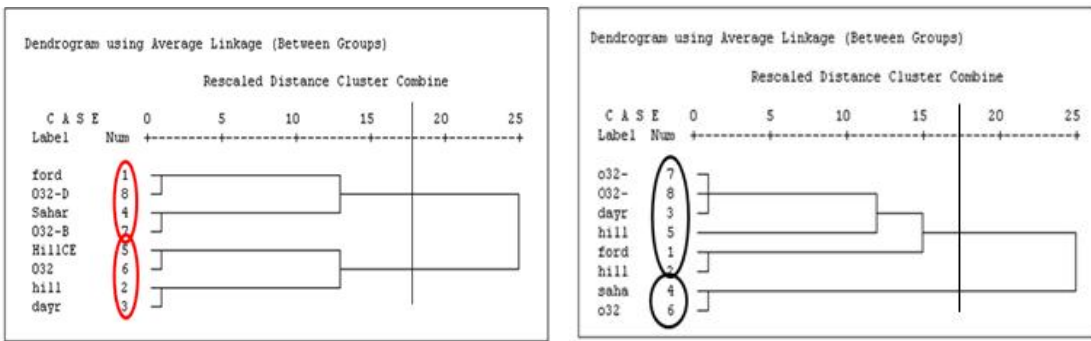 Dendrogram using Average Linkage (Between Groups)
Rescaled Distance Cluster Combine
C A S E 0 5 10 15 20 25
Label Num +---------+---------+---------+---------+---------+
ford 1
O32-D 8
Sahar 4
O32-B 7
HillCE 5
O32 6
hill 2
dayr 3
Dendrogram using Average Linkage (Between Groups)
Rescaled Distance Cluster Combine
C A S E 0 5 10 15 20 25
Label Num +---------+---------+---------+---------+---------+
o32- 7
O32- 8
dayr 3
hill 5
ford 1
hill 2
saha 4
o32 6